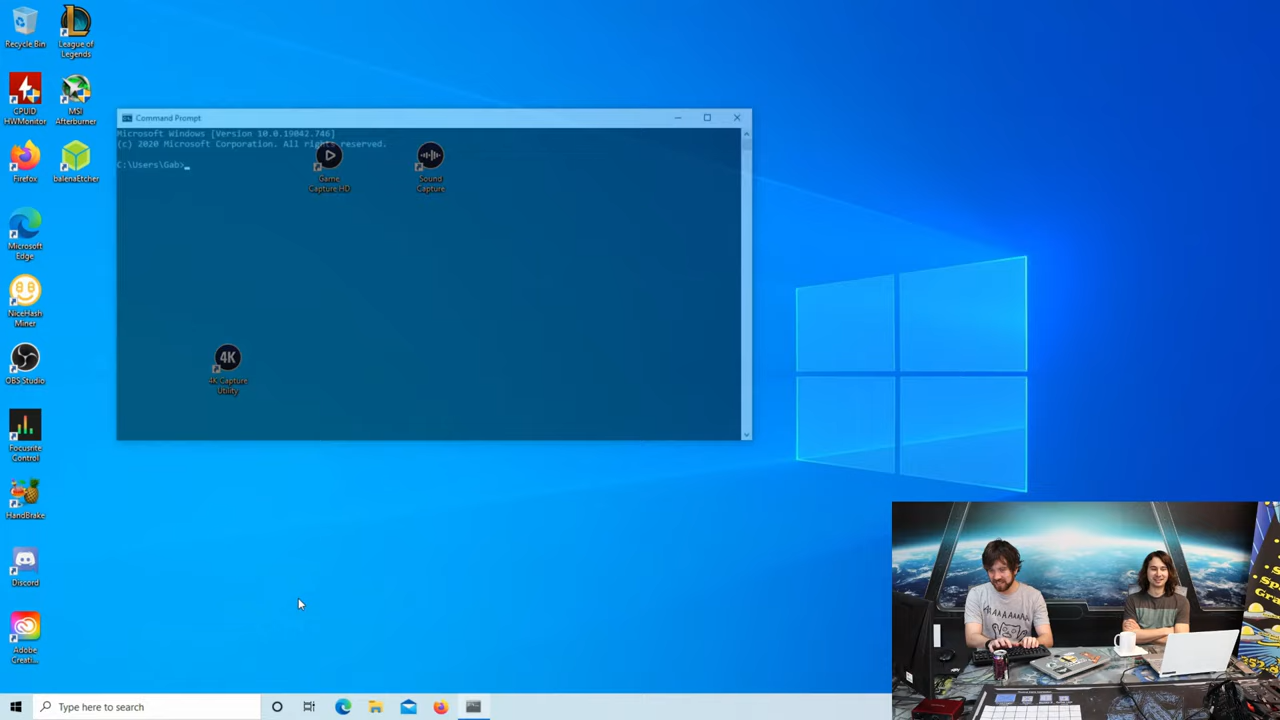 Recycle Bin
League of
Legends
CPUID
HWMonitor
MSI
Afterburner
Firefox
balenaEtcher
Microsoft
Edge
NiceHash
Miner
OBS Studio
Focusrite
Control
HandBrake
Discord
Adobe
Creati...
Command Prompt
Microsoft Windows [Version 10.0.19042.746]
(c) 2020 Microsoft Corporation. All rights reserved.
C:\Users\Gab>_
Game
Capture HD
Sound
Capture
4K
4K Capture
Utility
Type here to search
AAAAAA